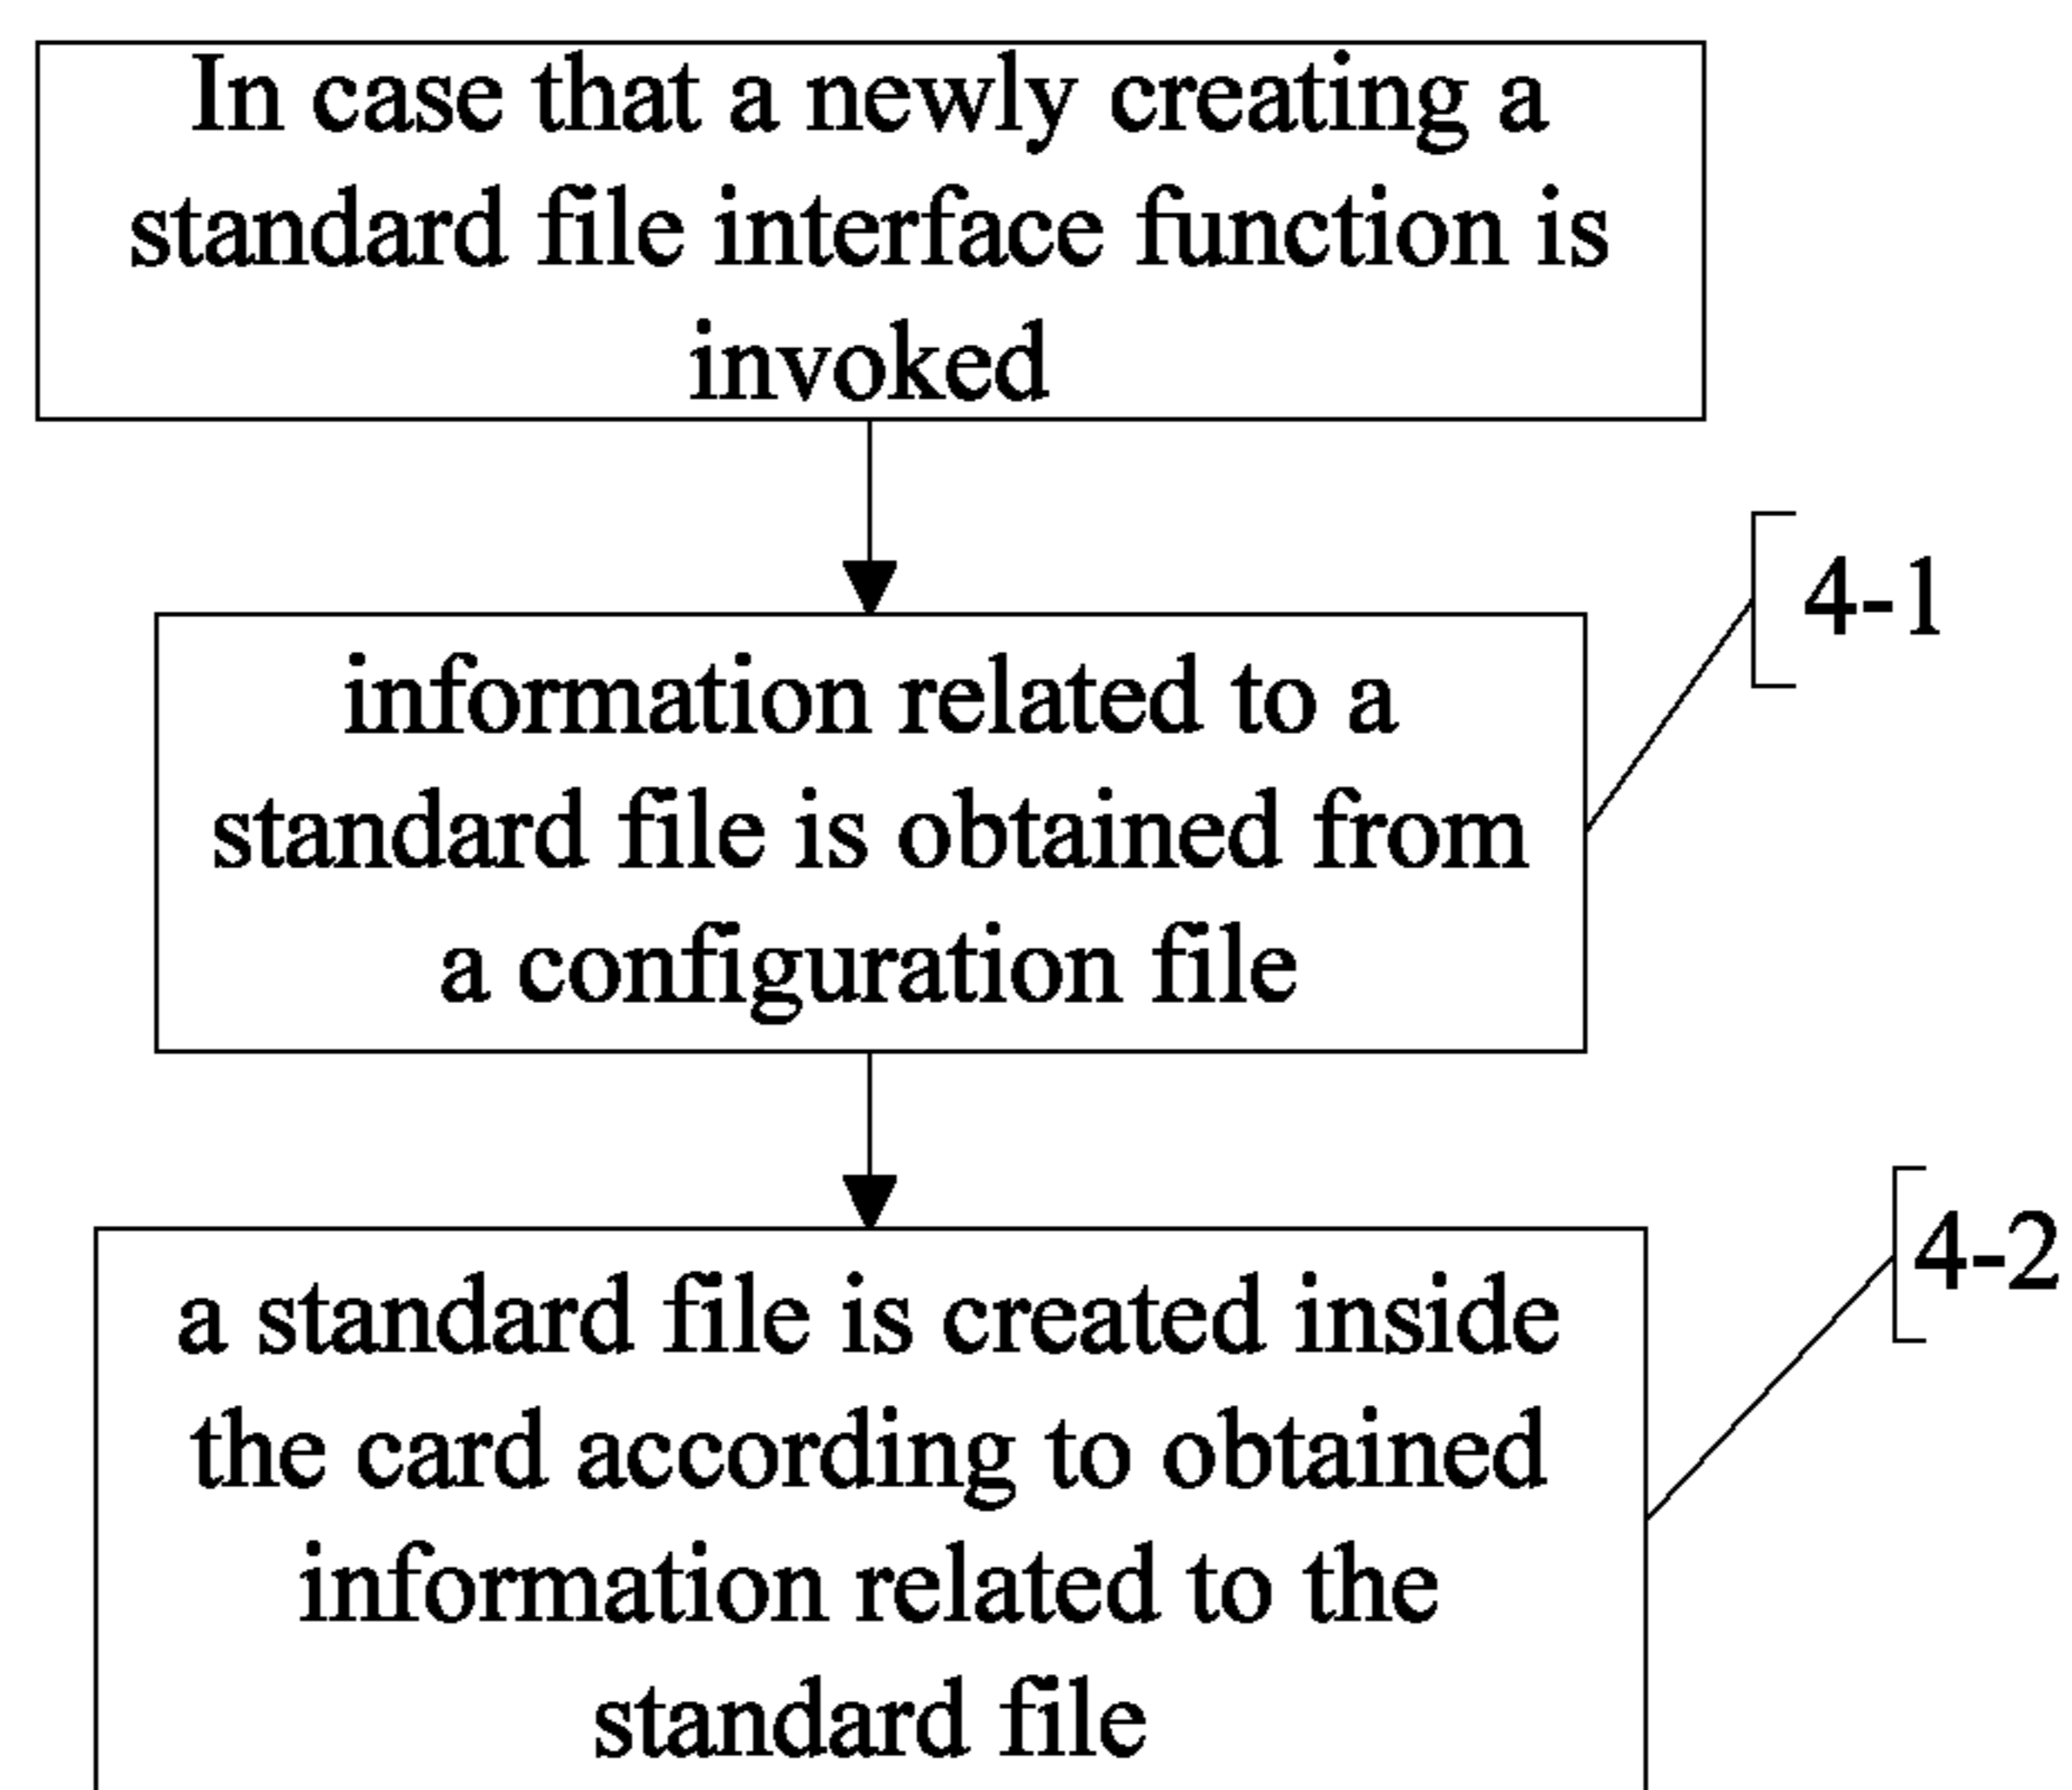 In case that a newly creating a
standard file interface function is
invoked
4-1
information related to a
standard file is obtained from
a configuration file
4-2
a standard file is created inside
the card according to obtained
information related to the
standard file